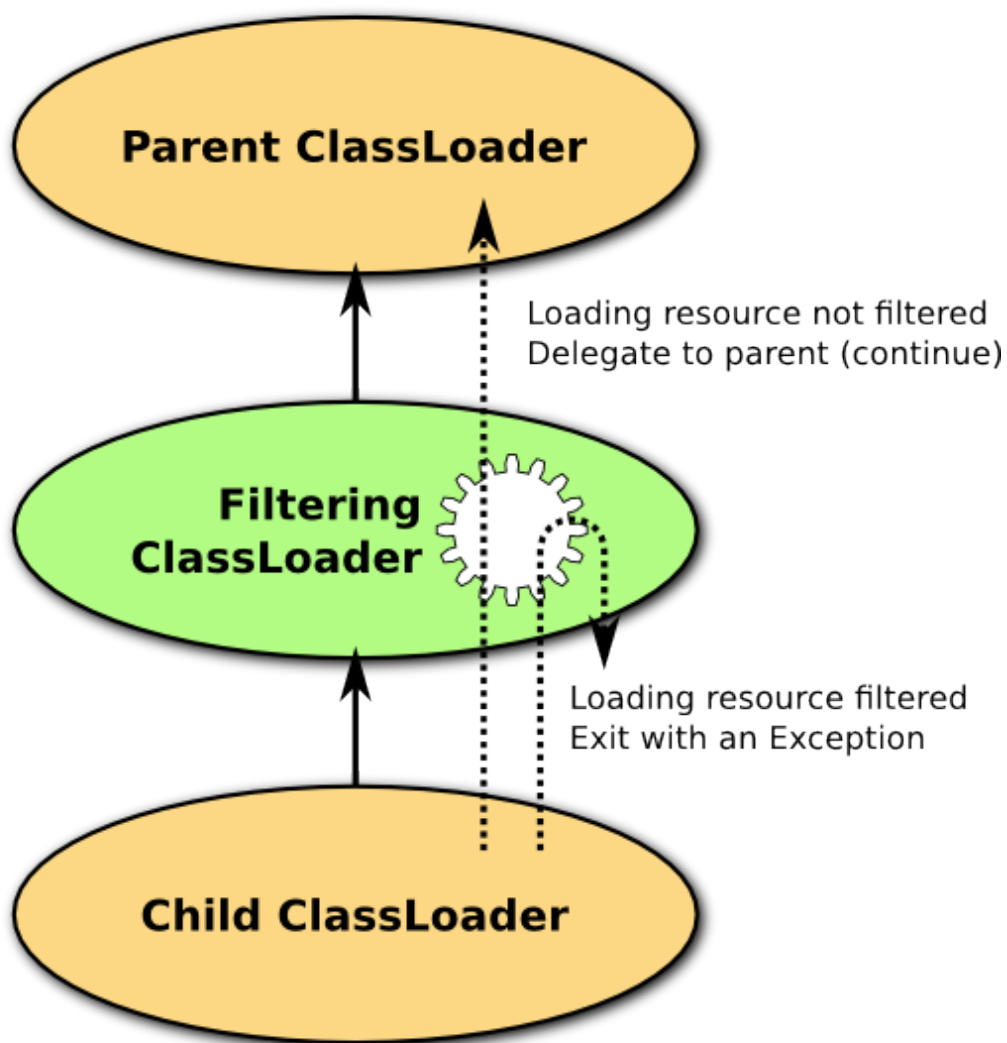 Parent ClassLoader
Loading resource not filtered
Delegate to parent (continue)
Filtering
ClassLoader
Loading resource filtered
Exit with an Exception
Child ClassLoader